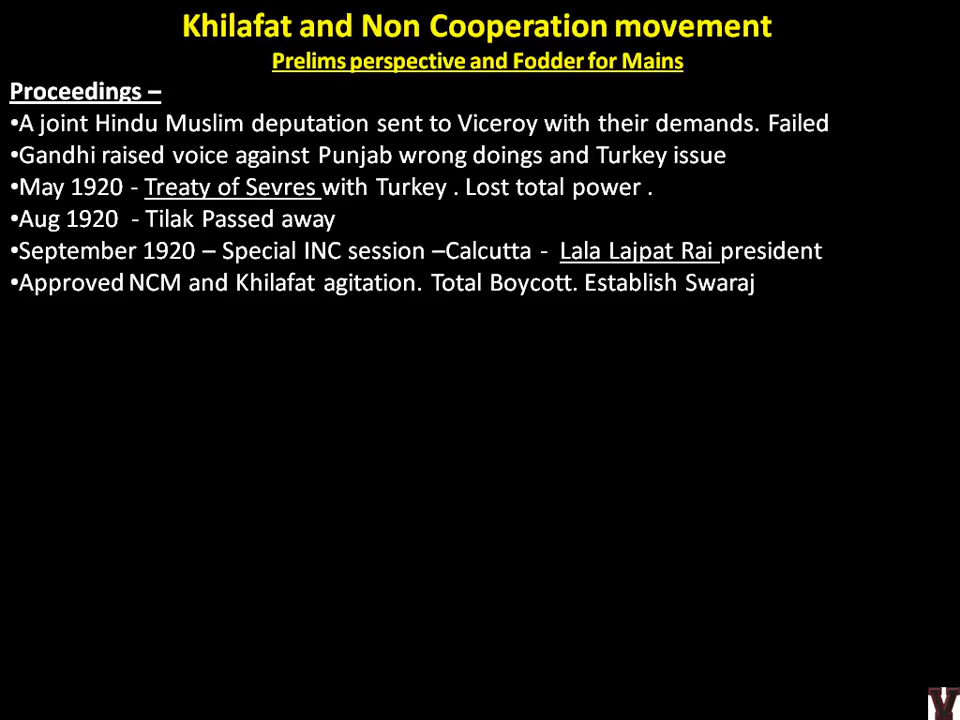 Khilafat and Non Cooperation movement
Prelims perspective and Fodder for Mains
Proceedings –
•A joint Hindu Muslim deputation sent to Viceroy with their demands. Failed
•Gandhi raised voice against Punjab wrong doings and Turkey issue
•May 1920 - Treaty of Sevres with Turkey . Lost total power .
•Aug 1920  - Tilak Passed away
•September 1920 – Special INC session –Calcutta -  Lala Lajpat Rai president
•Approved NCM and Khilafat agitation. Total Boycott. Establish Swaraj